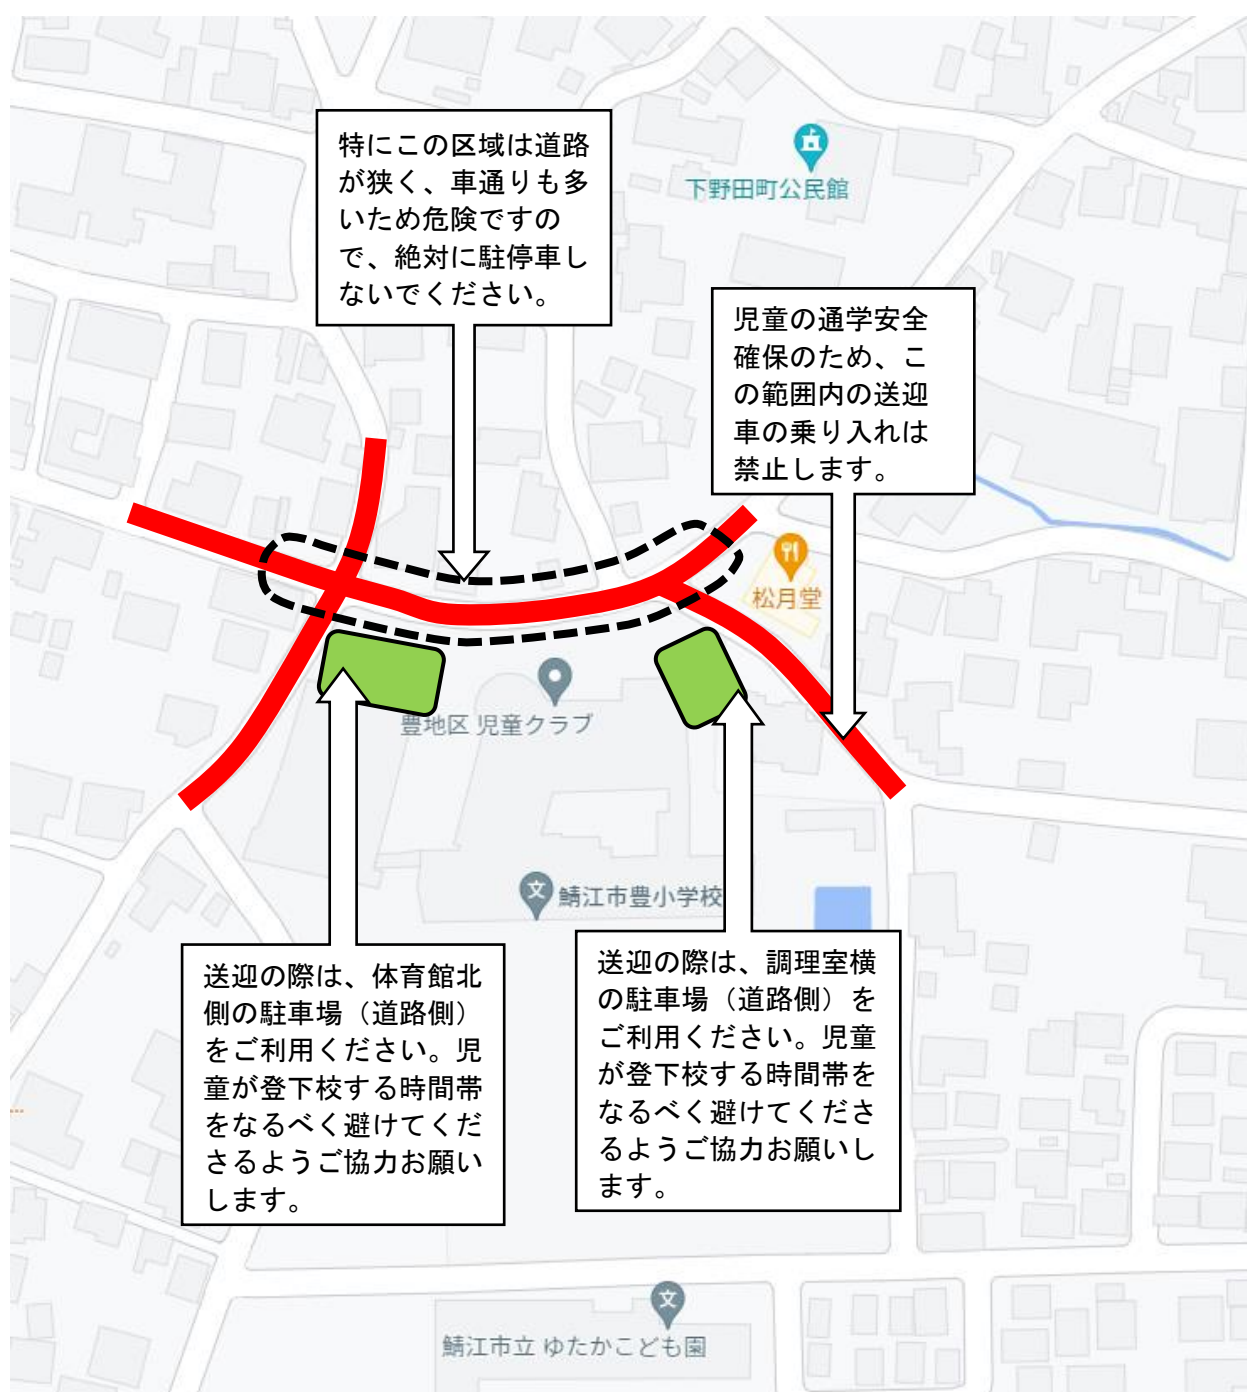 特にこの区域は道路
が狭く、車通りも多
いため危険ですの
で、絶対に駐停車し
ないでください。
下野田町公民館
児童の通学安全
確保のため、こ
の範囲内の送迎
車の乗り入れは
禁止します。
松月堂
豊地区 児童クラブ
鯖江市豊小学校
送迎の際は、体育館北
側の駐車場（道路側）
をご利用ください。児
童が登下校する時間帯
をなるべく避けてくだ
さるようご協力お願い
します。
送迎の際は、調理室横
の駐車場（道路側）を
ご利用ください。児童
が登下校する時間帯を
なるべく避けてくださ
るようご協力お願いし
ます。
鯖江市立 ゆたかこども園